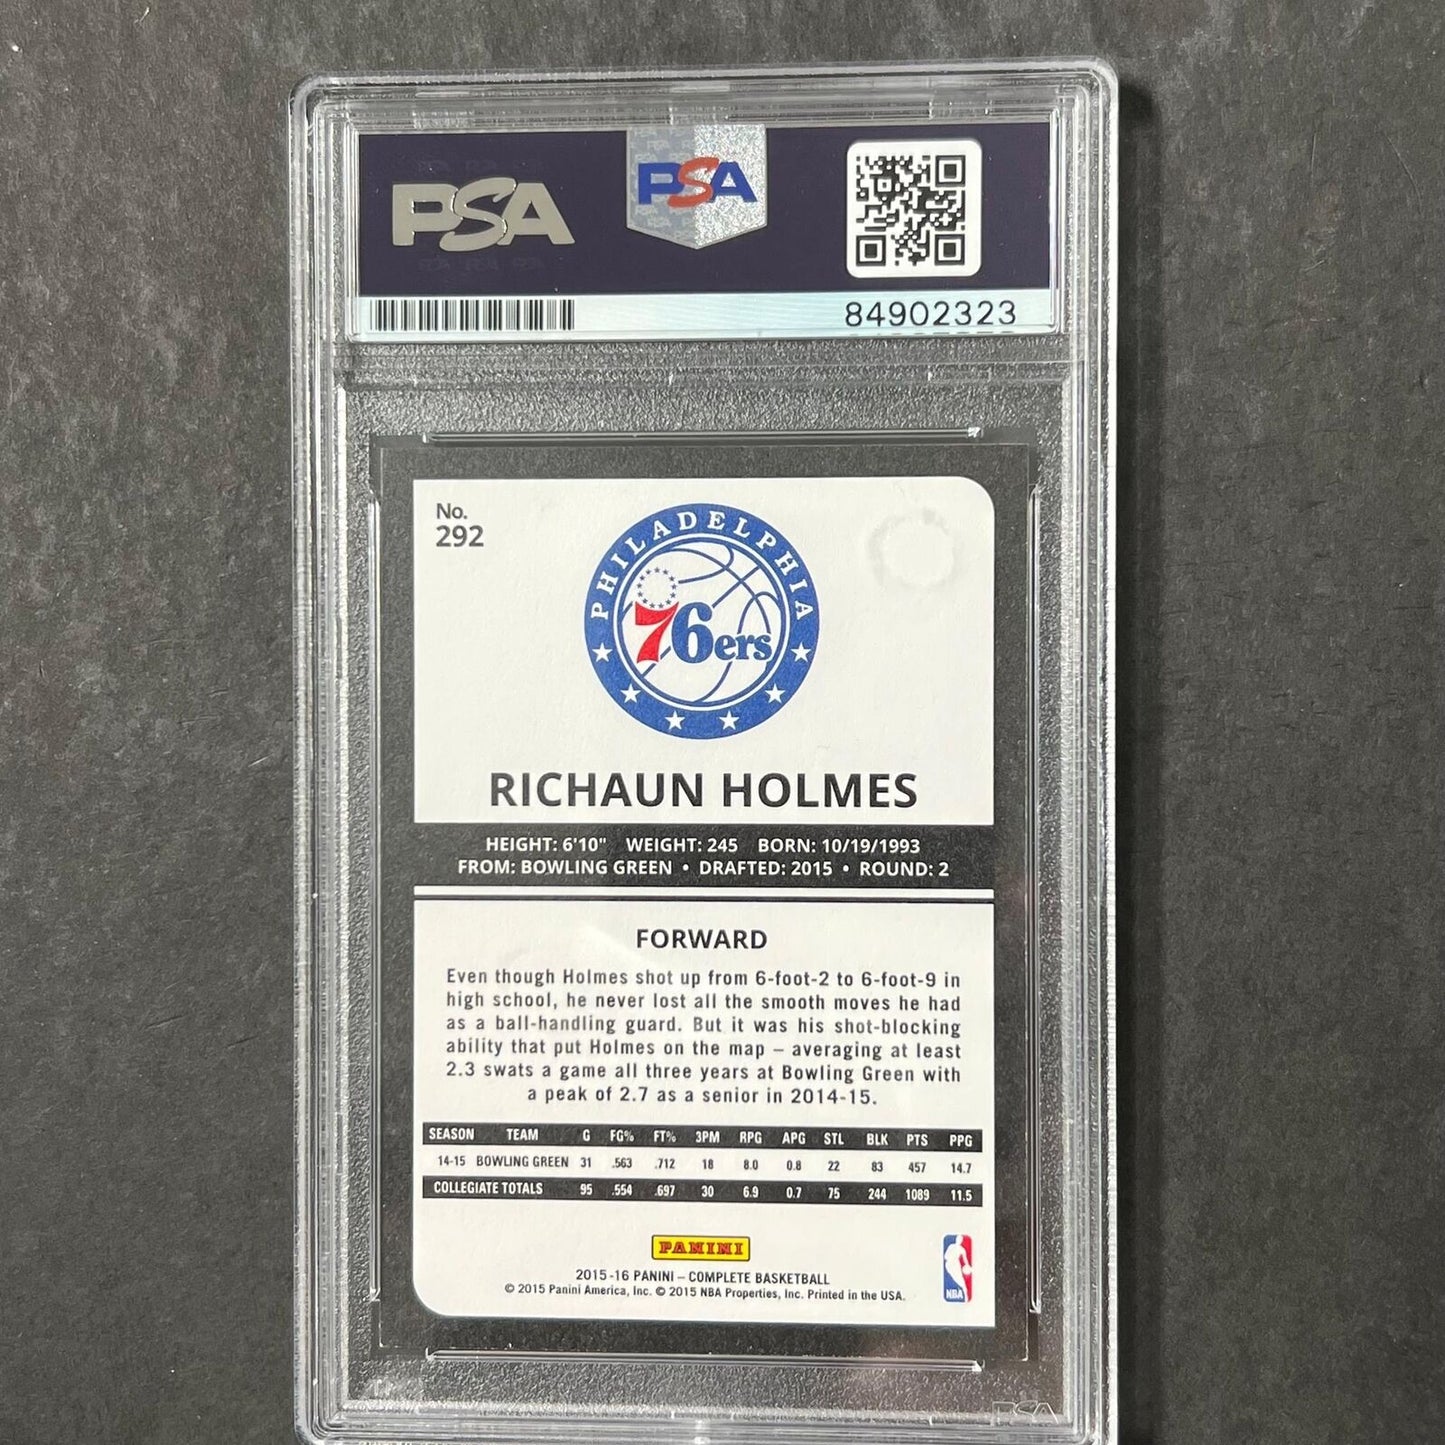 PSA
PSA
84902323
No.
292
PHILADELPHIA
76ers
RICHAUN HOLMES
HEIGHT: 6'10" WEIGHT: 245 BORN: 10/19/1993
FROM: BOWLING GREEN • DRAFTED: 2015 • ROUND: 2
FORWARD
Even though Holmes shot up from 6-foot-2 to 6-foot-9 in
high school, he never lost all the smooth moves he had
as a ball-handling guard. But it was his shot-blocking
ability that put Holmes on the map – averaging at least
2.3 swats a game all three years at Bowling Green with
a peak of 2.7 as a senior in 2014-15.
SEASON TEAM G FG% FT% 3PM RPG APG STL BLK PTS PPG
14-15 BOWLING GREEN 31 .563 .712 18 8.0 0.8 22 83 457 14.7
COLLEGIATE TOTALS 95 .554 .697 30 6.9 0.7 75 244 1089 11.5
PANINI
2015-16 PANINI – COMPLETE BASKETBALL
© 2015 Panini America, Inc. © 2015 NBA Properties, Inc. Printed in the USA.
NBA
PSA